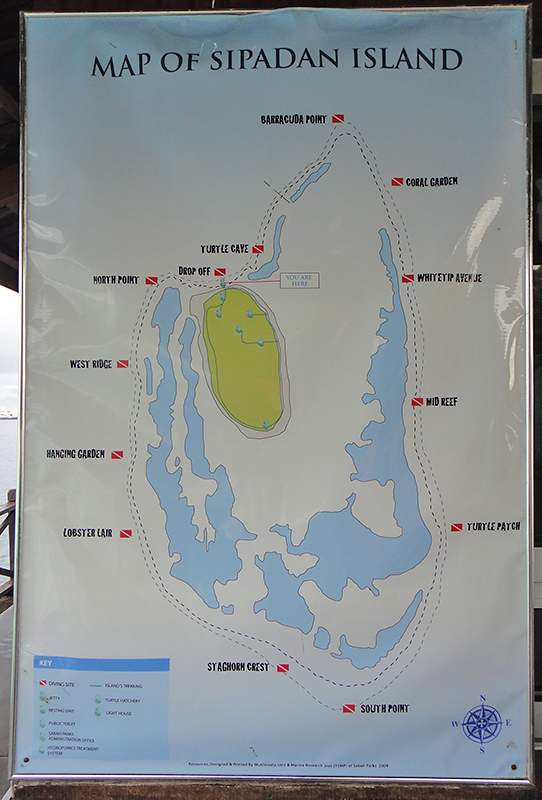 MAP OF SIPADAN ISLAND
BARRACUDA POINT
CORAL GARDEN
TURTLE CAVE
DROP OFF
NORTH POINT
YOU ARE
HERE
WHITETIP AVENUE
WEST RIDGE
MID REEF
HANGING GARDEN
LOBSTER LAIR
TURTLE PATCH
STAGHORN CREST
SOUTH POINT
KEY
DIVING SITE
JETTY
RESTING UNIT
PUBLIC TOILET
SABAH PARKS
ADMINISTRATION OFFICE
HYDROPONICS TREATMENT
SYSTEM
ISLAND'S TREKKING
TURTLE HATCHERY
LIGHT HOUSE
N
W
E
S
Resources, Designed & Printed By Multimedia Unit & Marine Research Unit of Sabah Parks 2009